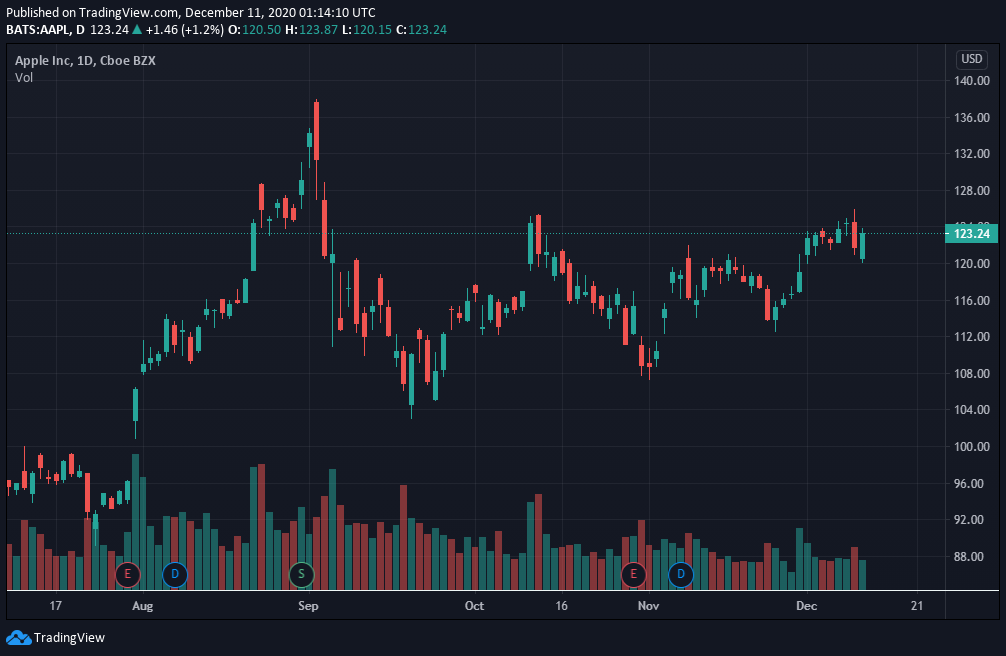 Published on TradingView.com, December 11, 2020 01:14:10 UTC
BATS:AAPL, D 123.24 ▲ +1.46 (+1.2%) O:120.50 H:123.87 L:120.15 C:123.24
Apple Inc, 1D, Cboe BZX
Vol
USD
140.00
136.00
132.00
128.00
123.24
120.00
116.00
112.00
108.00
104.00
100.00
96.00
92.00
88.00
E D S E D
17 Aug Sep Oct 16 Nov Dec 21
TradingView